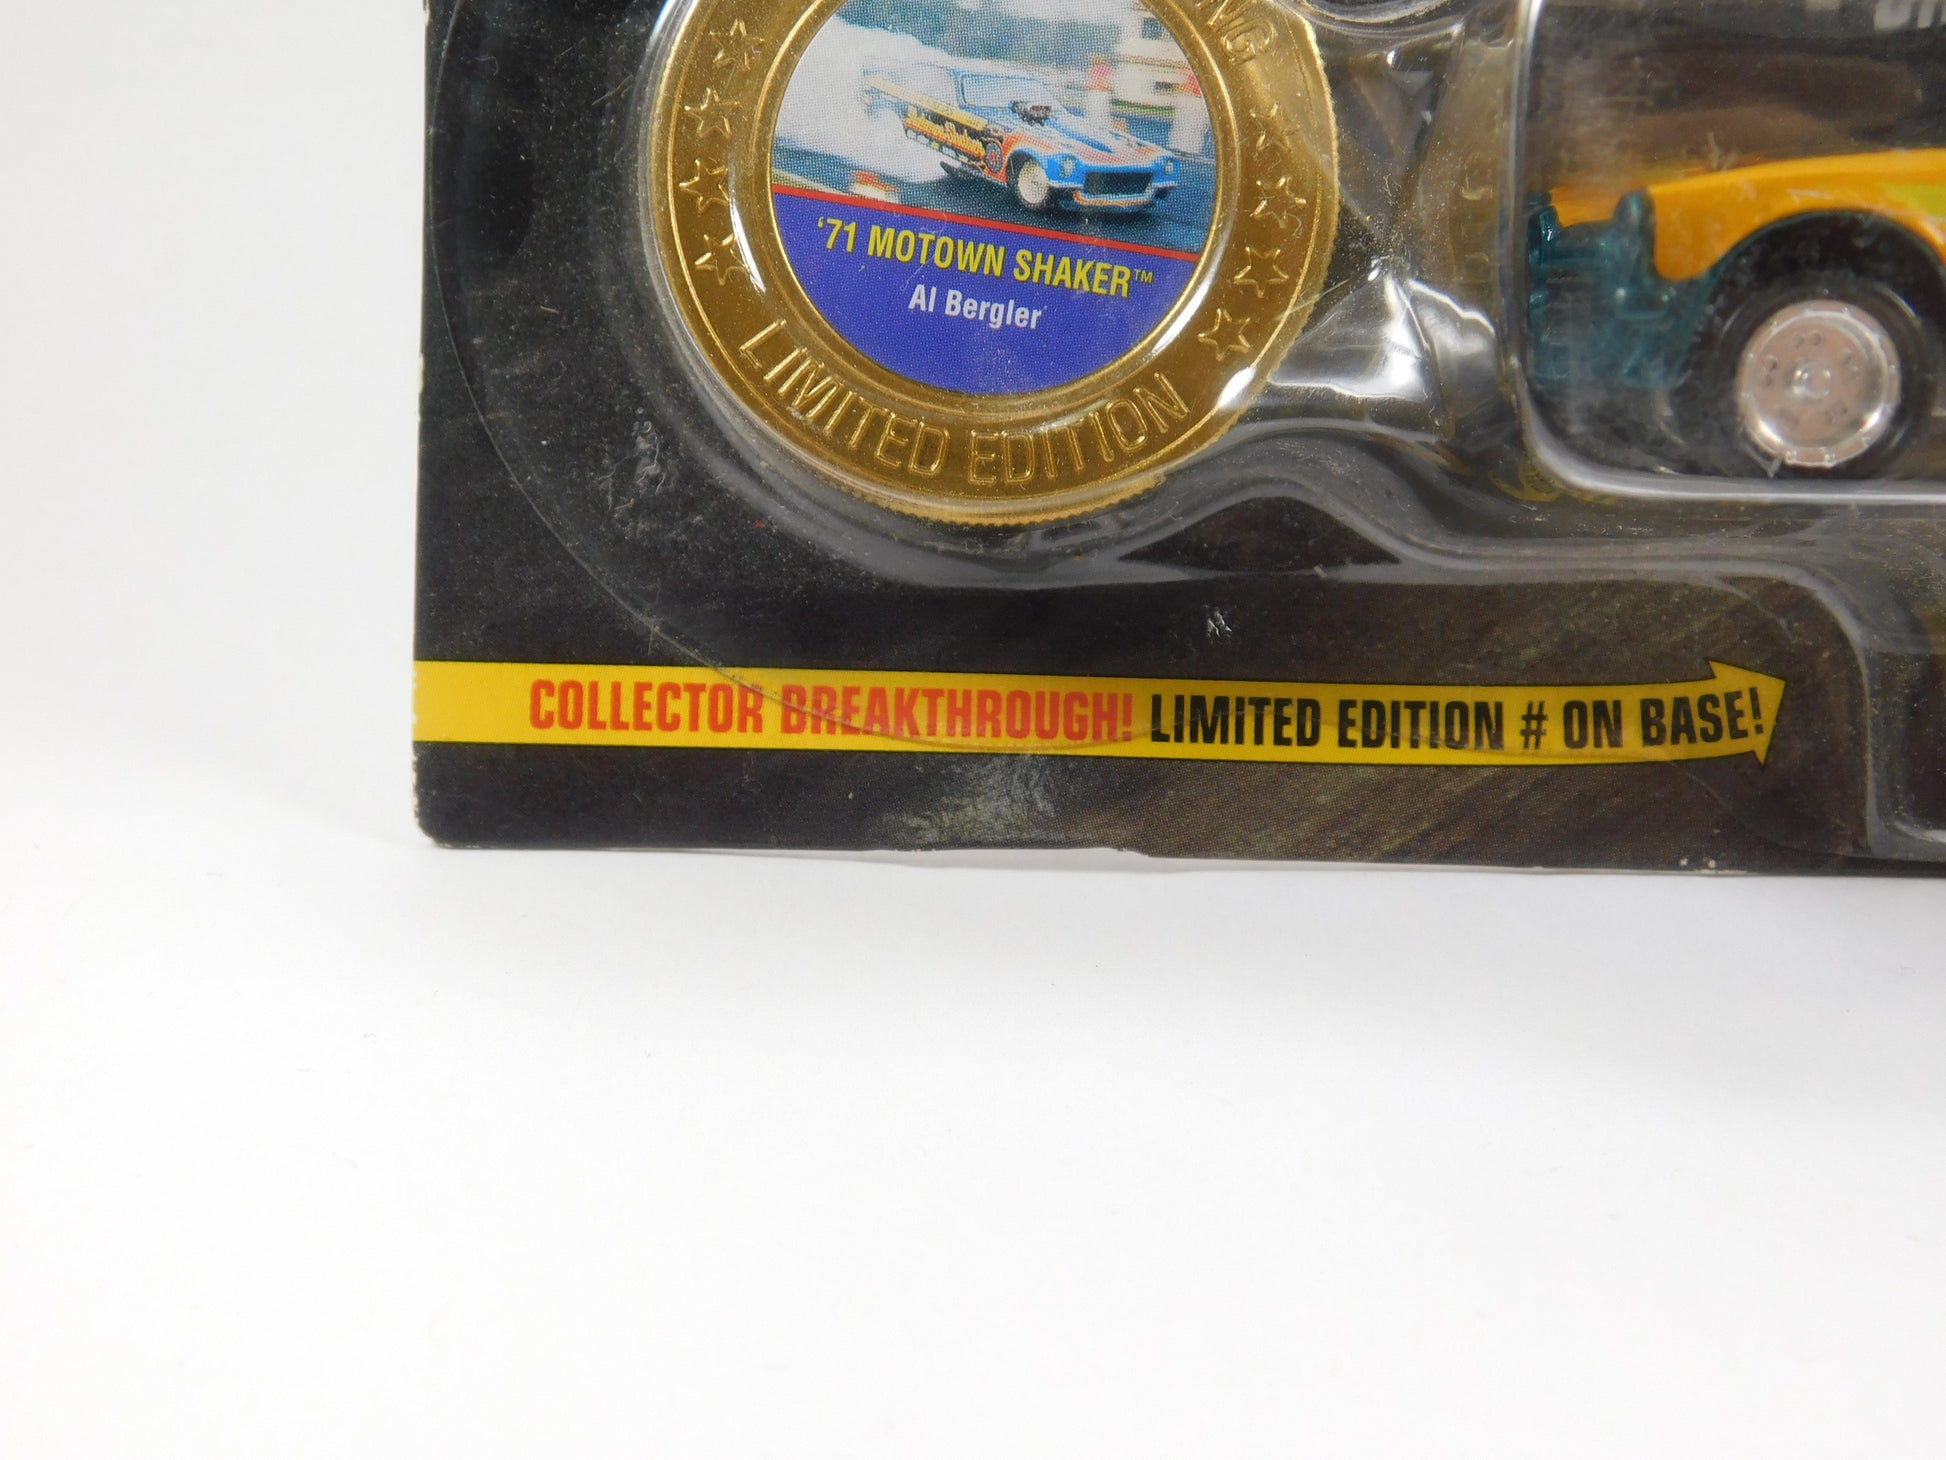 '71 MOTOWN SHAKER™
Al Bergler
LIMITED EDITION
COLLECTOR BREAKTHROUGH! LIMITED EDITION # ON BASE!